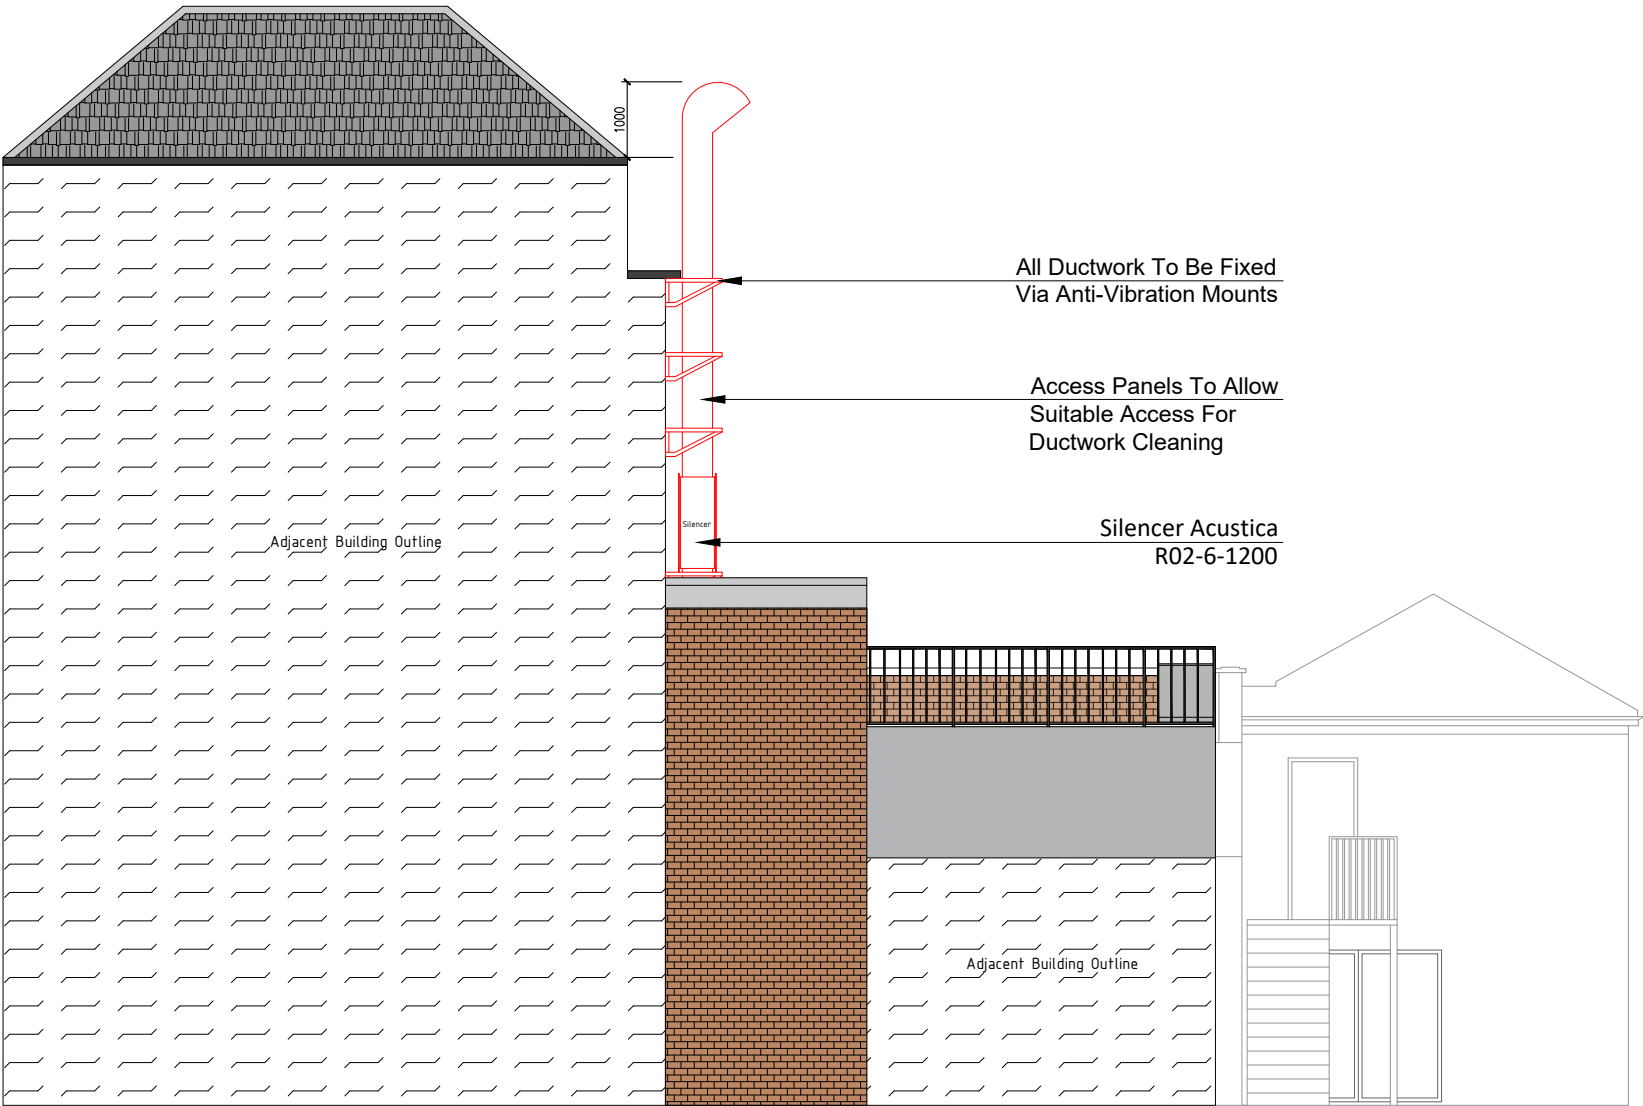 1000
All Ductwork To Be Fixed
Via Anti-Vibration Mounts
Access Panels To Allow
Suitable Access For
Ductwork Cleaning
Silencer
Silencer Acustica
R02-6-1200
Adjacent Building Outline
Adjacent Building Outline